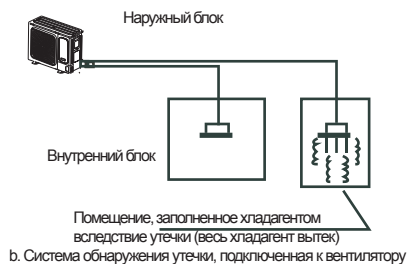 Наружный блок
Внутренний блок
Помещение, заполненное хладагентом
вследствие утечки (весь хладагент вытек)
b. Система обнаружения утечки, подключенная к вентилятору